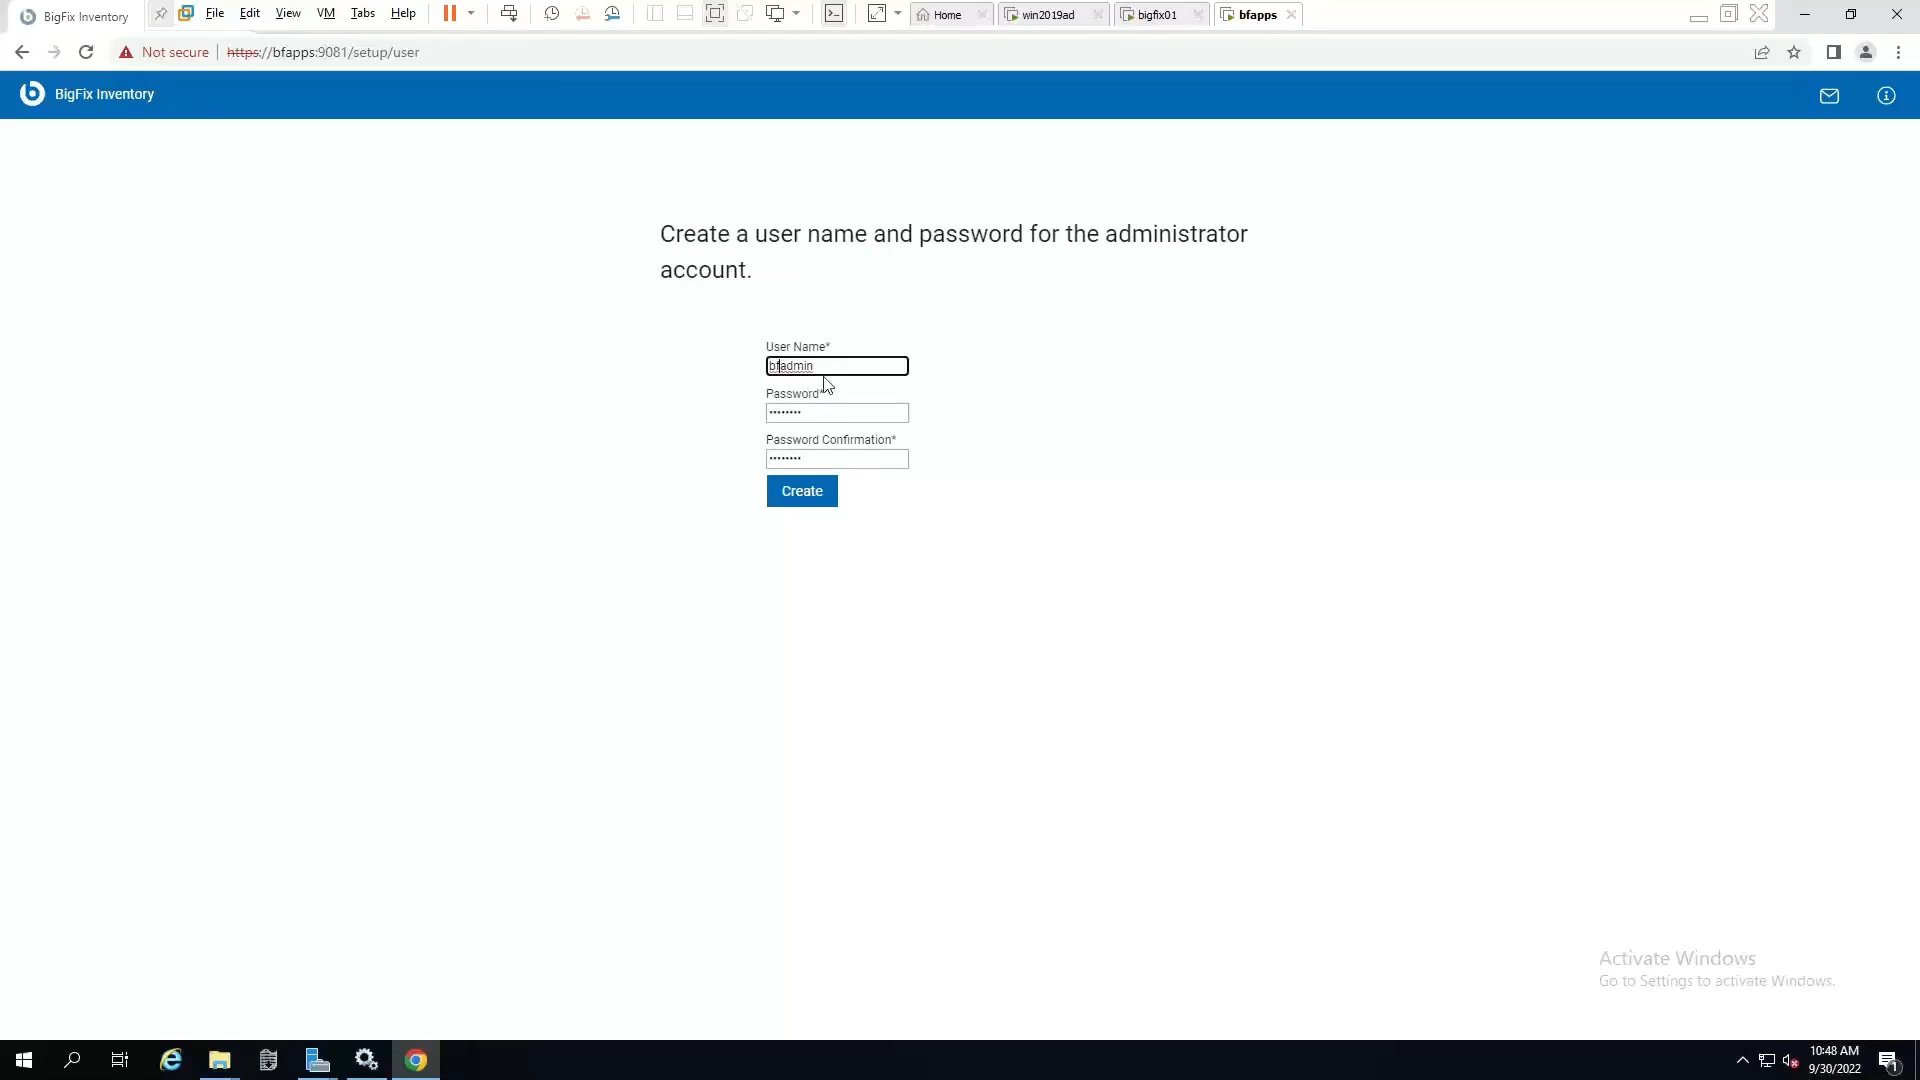 BigFix Inventory
File Edit View VM Tabs Help
Home
win2019ad
bigfix01
bfapps
Not secure
https://bfapps:9081/setup/user
BigFix Inventory
Create a user name and password for the administrator
account.
User Name*
bfadmin
Password*
••••••••
Password Confirmation*
••••••••
Create
Activate Windows
Go to Settings to activate Windows.
10:48 AM
9/30/2022
1